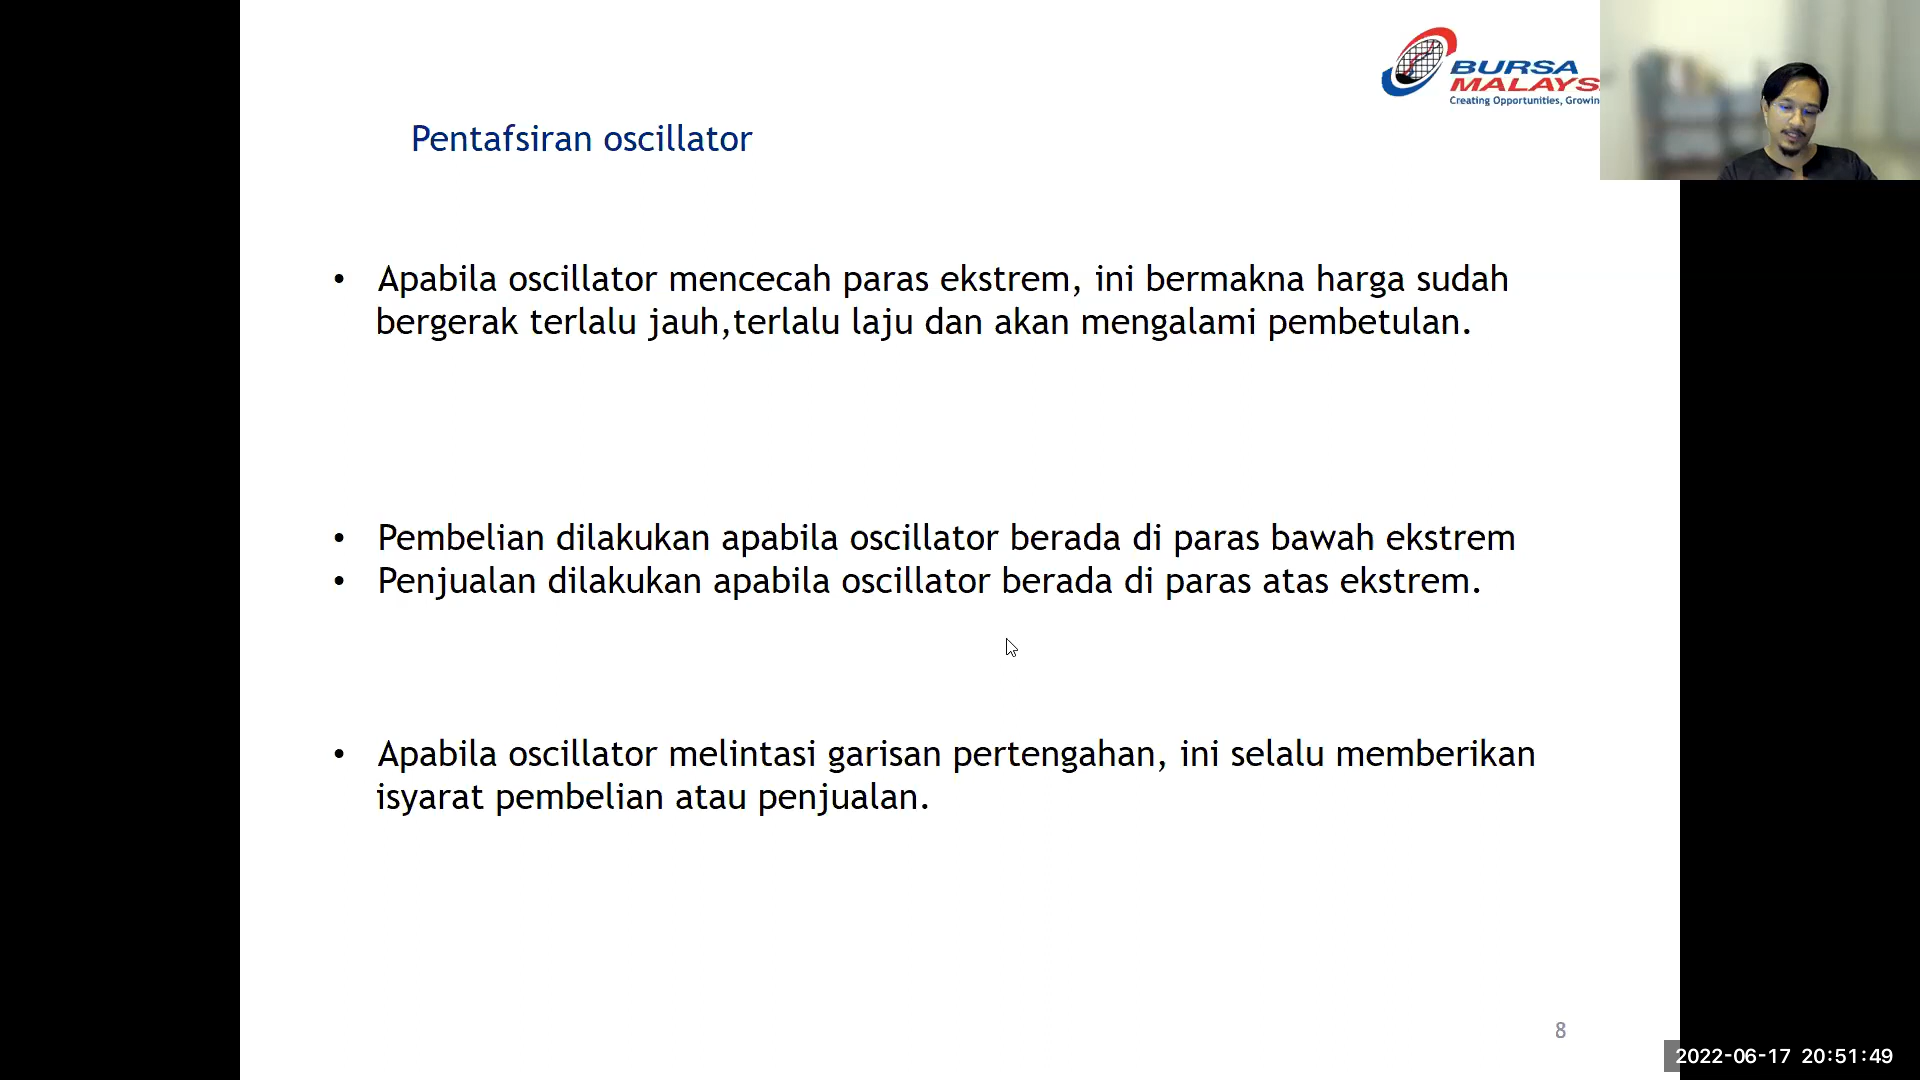 BURSA
MALAYS
Creating Opportunities, Growin
Pentafsiran oscillator
• Apabila oscillator mencecah paras ekstrem, ini bermakna harga sudah
bergerak terlalu jauh,terlalu laju dan akan mengalami pembetulan.
• Pembelian dilakukan apabila oscillator berada di paras bawah ekstrem
• Penjualan dilakukan apabila oscillator berada di paras atas ekstrem.
• Apabila oscillator melintasi garisan pertengahan, ini selalu memberikan
isyarat pembelian atau penjualan.
8
2022-06-17 20:51:49